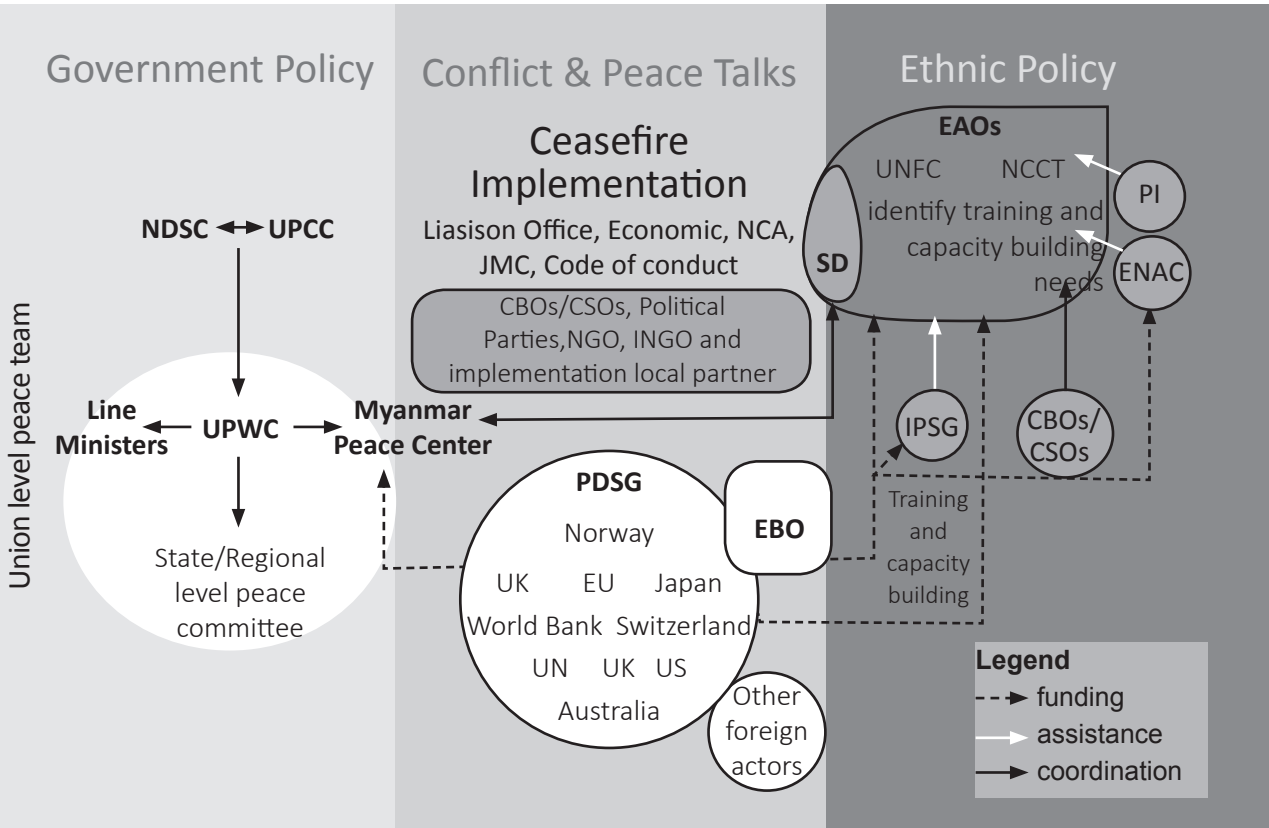 Government Policy
Conflict & Peace Talks
Ethnic Policy
Union level peace team
NDSC
UPCC
Line
Ministers
UPWC
Myanmar
Peace Center
State/Regional
level peace
committee
Ceasefire
Implementation
Liasison Office, Economic, NCA,
JMC, Code of conduct
CBOs/CSOs, Political
Parties,NGO, INGO and
implementation local partner
PDSG
Norway
UK EU Japan
World Bank Switzerland
UN UK US
Australia
EBO
Other
foreign
actors
EAOs
UNFC NCCT
identify training and
capacity building
needs
SD
PI
ENAC
IPSG
CBOs/
CSOs
Training
and
capacity
building
Legend
funding
assistance
coordination